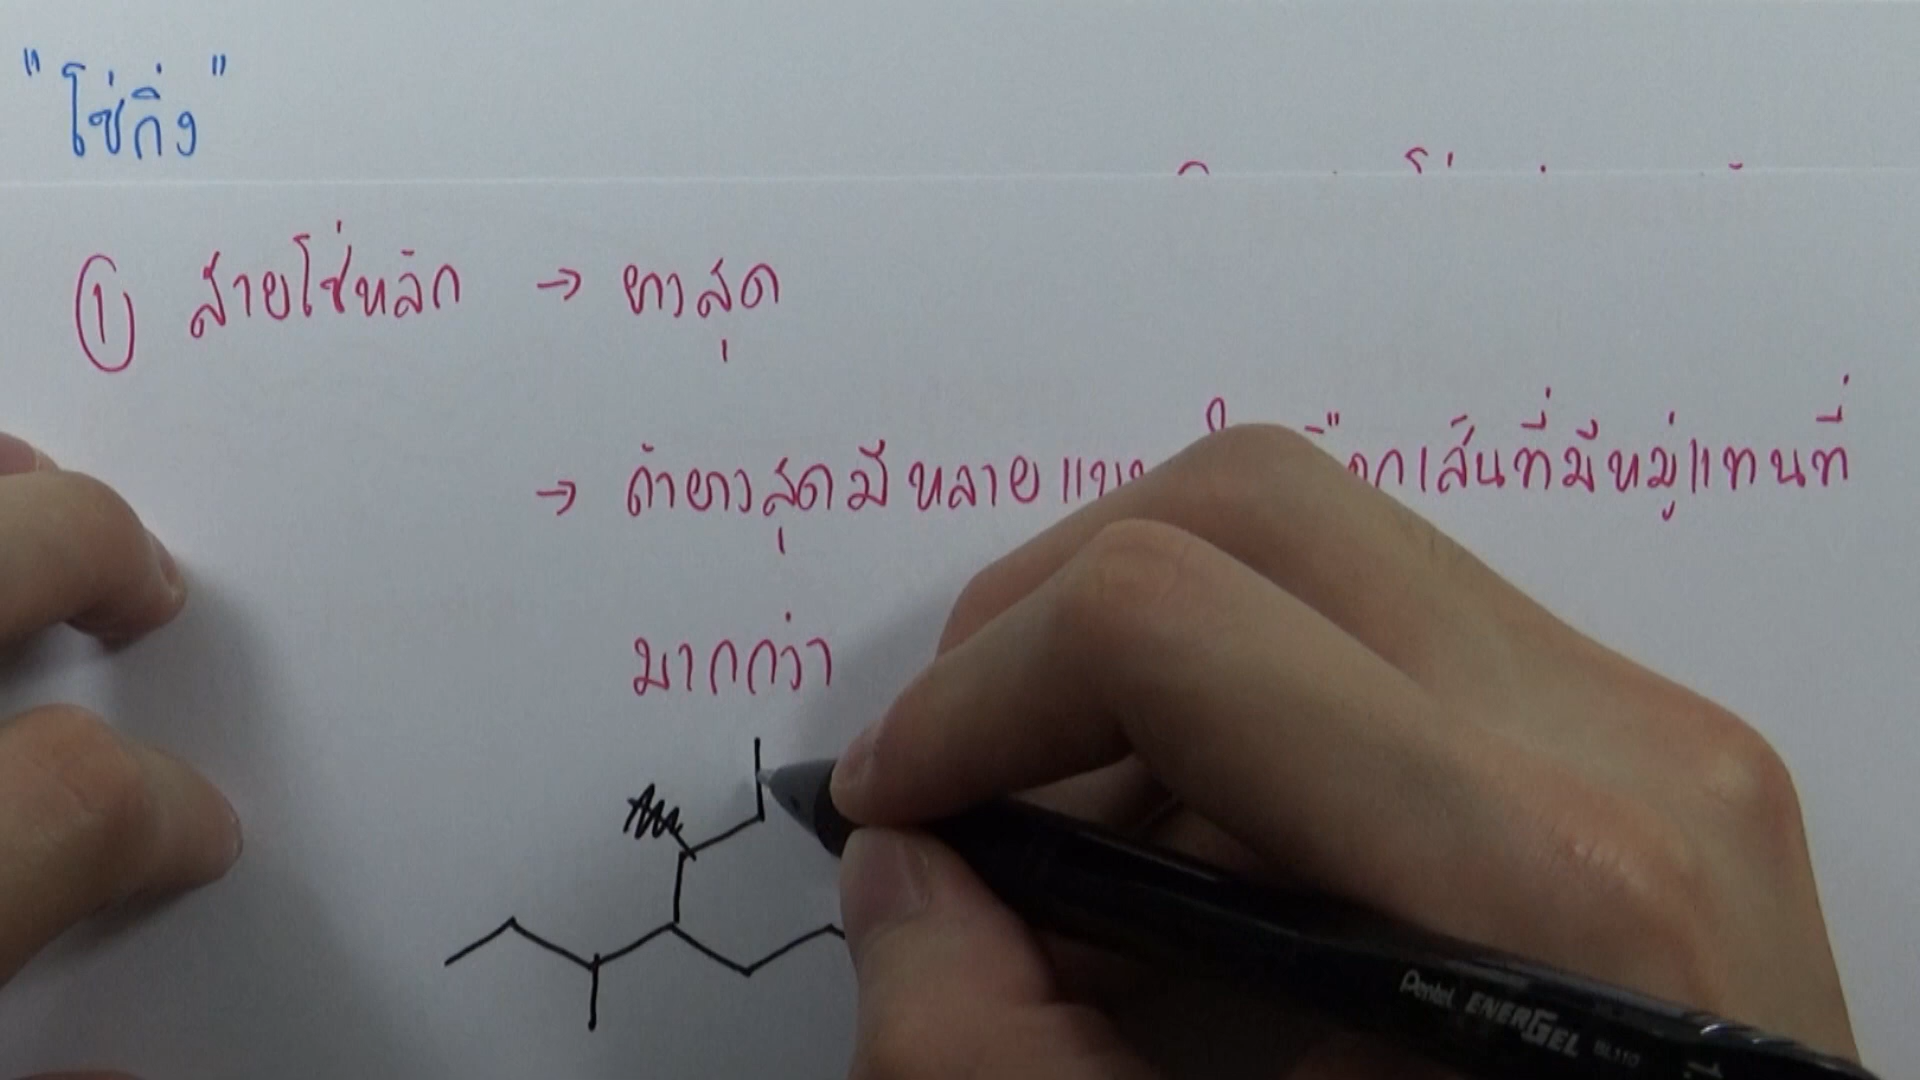 "โซ่กิ่ง"
① สายโซ่หลัก → ยาวสุด
→ ถ้ายาวสุดมีหลายแบบ เส้นที่มีหมู่แทนที่
มากกว่า
Pentel ENERGEL BL110